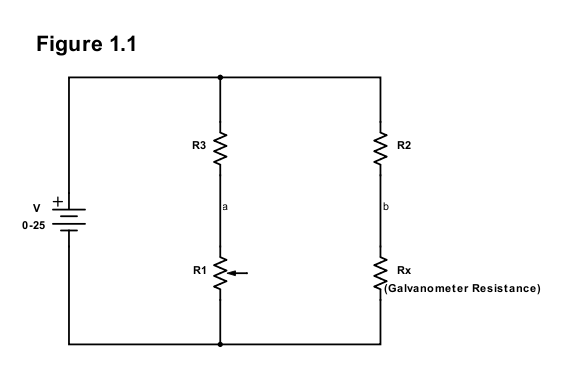 Figure 1.1
R3
R2
a
b
+
V
0-25
R1
Rx
(Galvanometer Resistance)